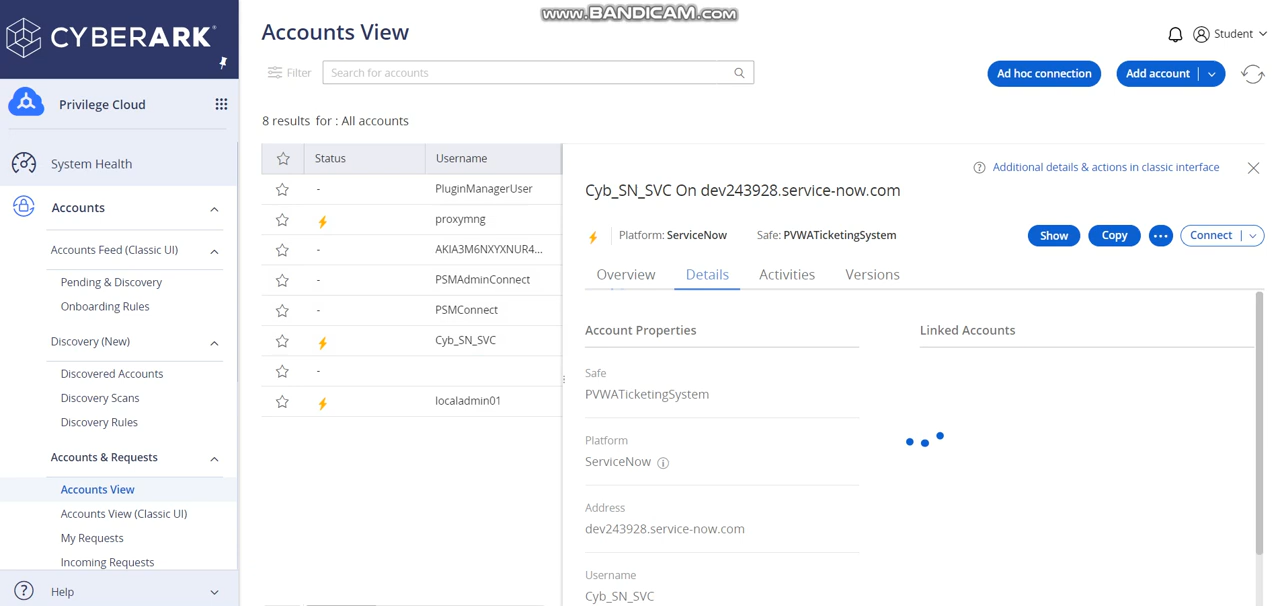 www.BANDICAM.com
CYBERARK
Accounts View
Student
Filter
Search for accounts
Ad hoc connection
Add account
Privilege Cloud
8 results for : All accounts
System Health
Status
Username
Additional details & actions in classic interface
PluginManagerUser
Cyb_SN_SVC On dev243928.service-now.com
Accounts
-
proxymng
Platform: ServiceNow
Safe: PVWATicketingSystem
Show
Copy
...
Connect
Accounts Feed (Classic UI)
-
AKIA3M6NXYXNUR4...
Overview
Details
Activities
Versions
Pending & Discovery
-
PSMAdminConnect
Onboarding Rules
-
PSMConnect
Account Properties
Linked Accounts
Discovery (New)
Cyb_SN_SVC
Discovered Accounts
-
Safe
PVWATicketingSystem
Discovery Scans
localadmin01
Discovery Rules
Platform
ServiceNow
Accounts & Requests
Accounts View
Address
dev243928.service-now.com
Accounts View (Classic UI)
My Requests
Incoming Requests
Username
Cyb_SN_SVC
? Help